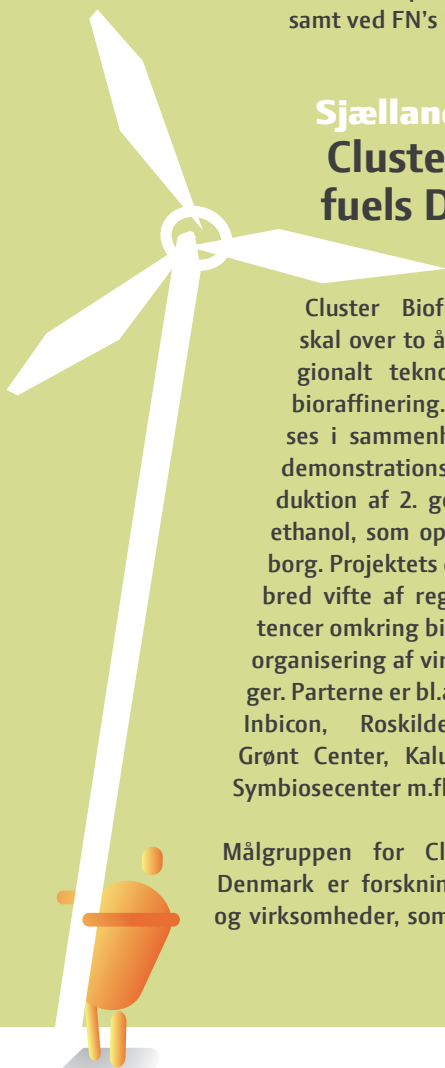 samt ved FN's
Sjælland
Cluste
fuels D
Cluster Biof
skal over to å
gionalt tekno
bioraffinering.
ses i sammenh
demonstrations
duktion af 2. ge
ethanol, som op
borg. Projektets
bred vifte af reg
tencer omkring bi
organisering af vir
ger. Parterne er bl.a
Inbicon, Roskilde
Grønt Center, Kalu
Symbiosecenter m.fl
Målgruppen for Cl
Denmark er forsknin
og virksomheder, som